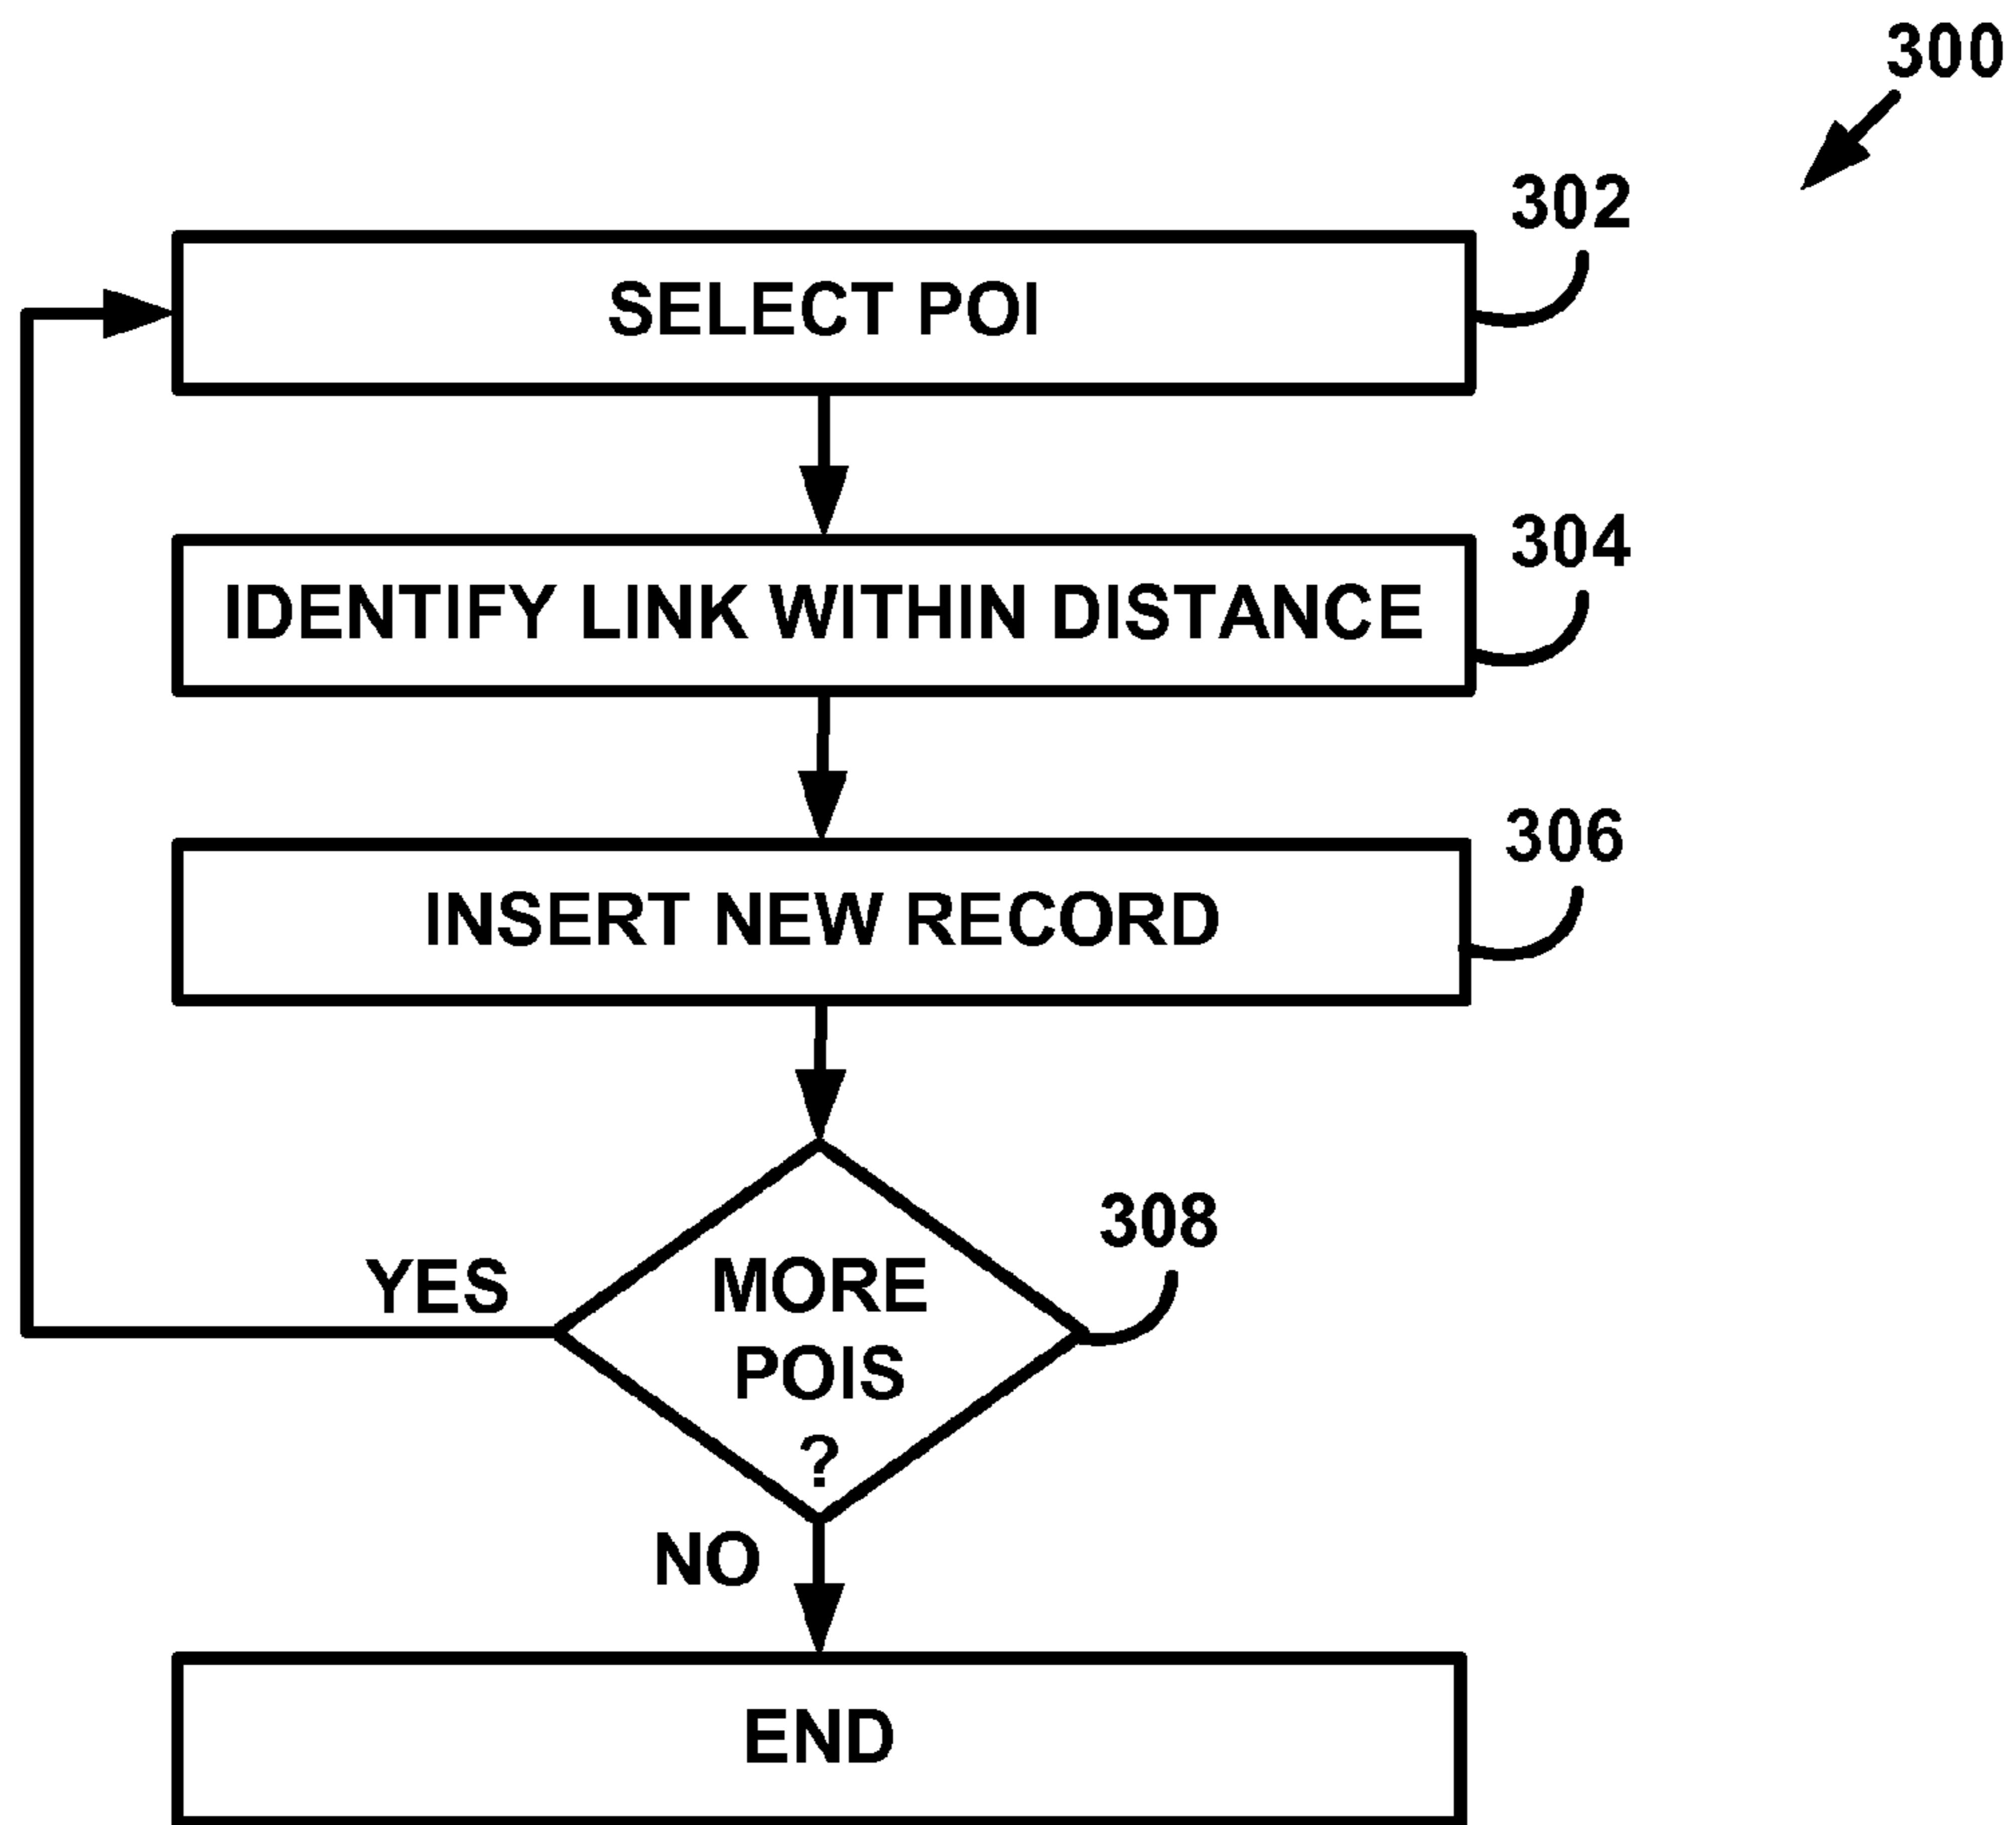 300
302
SELECT POI
304
IDENTIFY LINK WITHIN DISTANCE
306
INSERT NEW RECORD
308
YES
MORE
POIS
?
NO
END